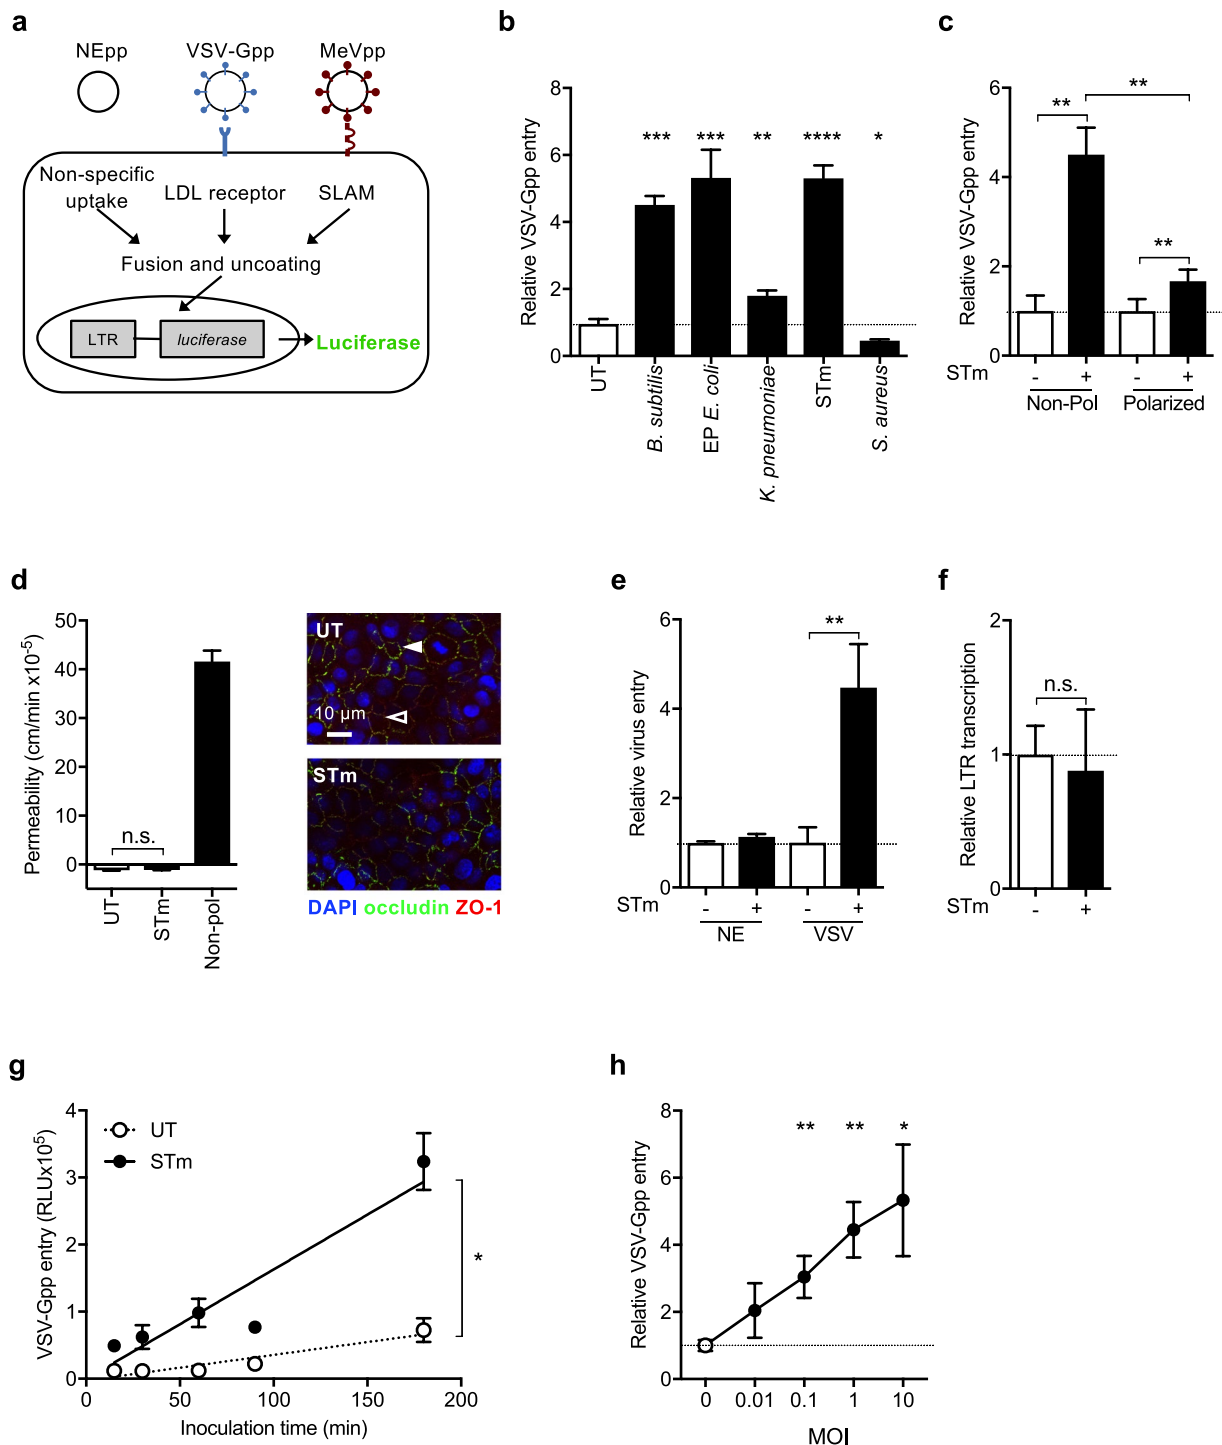 a
NEpp
VSV-Gpp
MeVpp
Non-specific
uptake
LDL receptor
SLAM
Fusion and uncoating
LTR
luciferase
Luciferase
b
Relative VSV-Gpp entry
8
6
4
2
0
***
***
**
****
*
UT
B. subtilis
EP E. coli
K. pneumoniae
STm
S. aureus
c
Relative VSV-Gpp entry
6
4
2
0
**
**
**
STm
-
+
-
+
Non-Pol
Polarized
d
Permeability (cm/min x10-5)
50
40
30
20
10
0
n.s.
UT
STm
Non-pol
UT
10 µm
STm
DAPI occludin ZO-1
e
Relative virus entry
6
4
2
0
**
STm
-
+
-
+
NE
VSV
f
Relative LTR transcription
2
1
0
n.s.
STm
-
+
g
VSV-Gpp entry (RLUx10⁵)
4
3
2
1
0
UT
STm
*
0
50
100
150
200
Inoculation time (min)
h
Relative VSV-Gpp entry
8
6
4
2
0
**
**
*
0
0.01
0.1
1
10
MOI